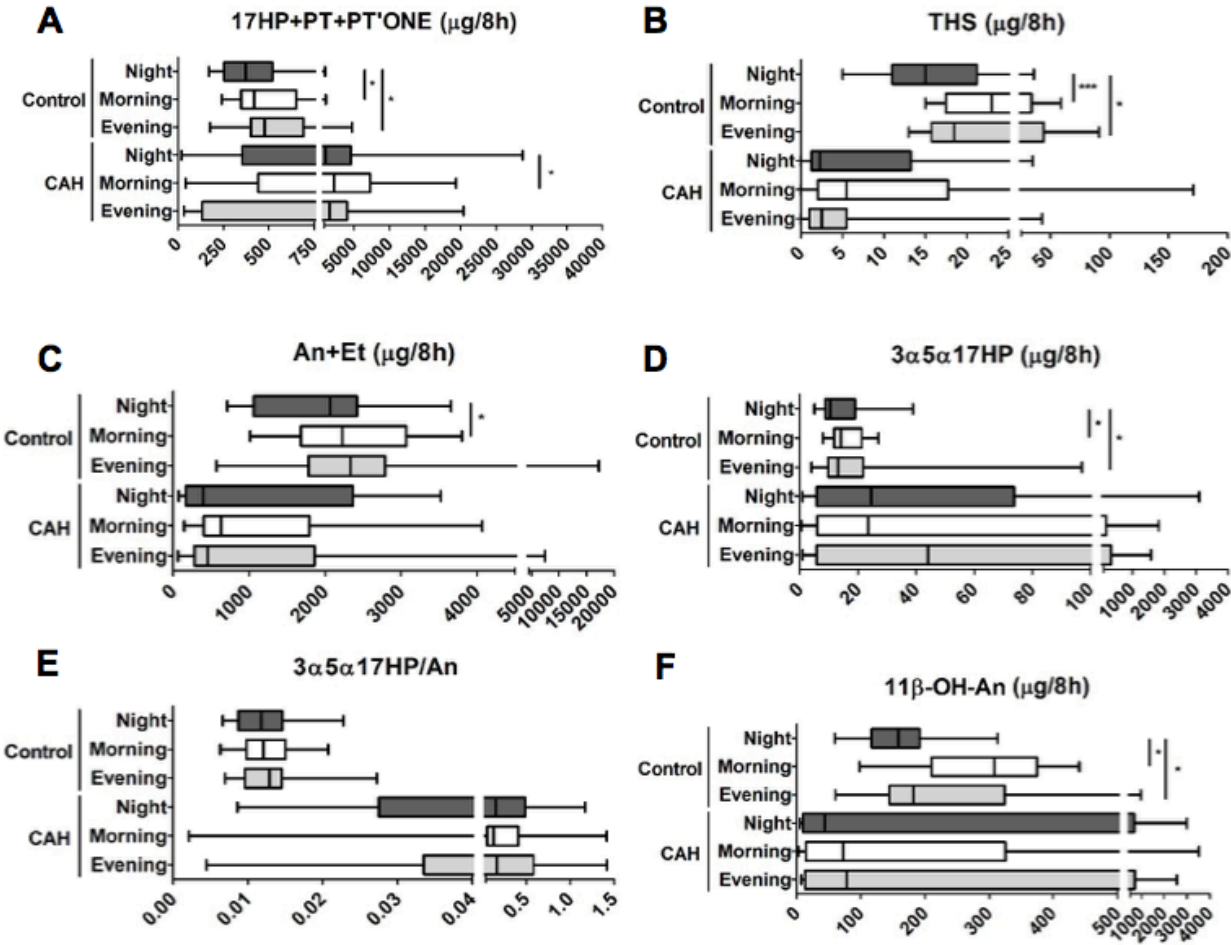 A
17HP+PT+PT'ONE (μg/8h)
Control
Night
Morning
Evening
CAH
Night
Morning
Evening
*
*
*
0 250 500 750 5000 10000 15000 20000 25000 30000 35000 40000
B
THS (μg/8h)
Control
Night
Morning
Evening
CAH
Night
Morning
Evening
***
*
0 5 10 15 20 25 50 100 150 200
C
An+Et (μg/8h)
Control
Night
Morning
Evening
CAH
Night
Morning
Evening
*
0 1000 2000 3000 4000 5000 10000 15000 20000
D
3α5α17HP (μg/8h)
Control
Night
Morning
Evening
CAH
Night
Morning
Evening
*
*
0 20 40 60 80 100 1000 2000 3000 4000
E
3α5α17HP/An
Control
Night
Morning
Evening
CAH
Night
Morning
Evening
0.00 0.01 0.02 0.03 0.04 0.5 1.0 1.5
F
11β-OH-An (μg/8h)
Control
Night
Morning
Evening
CAH
Night
Morning
Evening
*
*
0 100 200 300 400 500 1000 2000 3000 4000